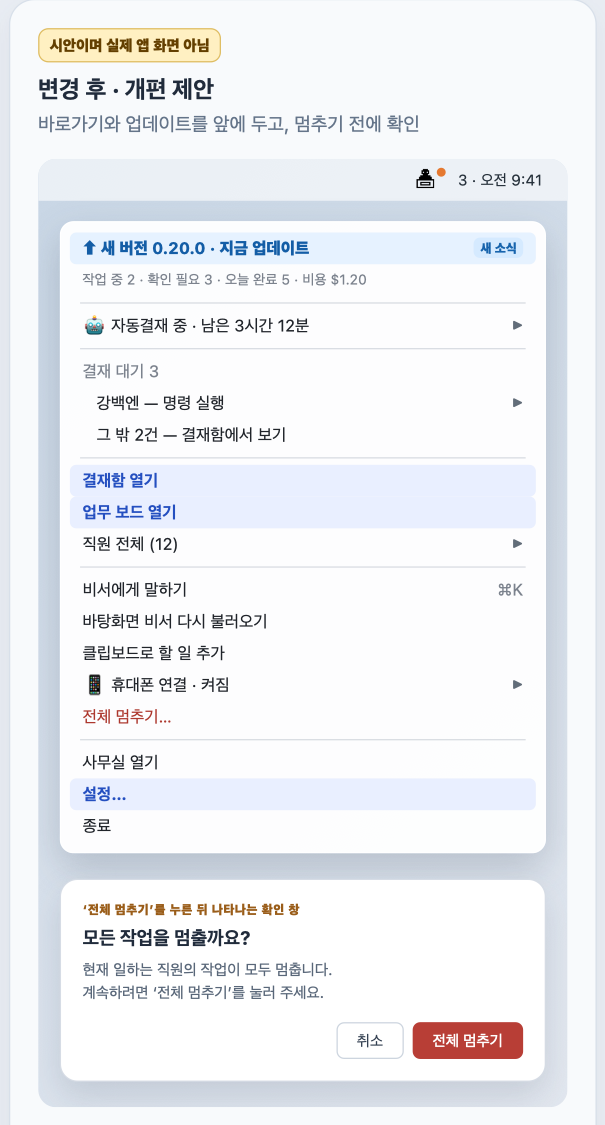 시안이며 실제 앱 화면 아님
변경 후 · 개편 제안
바로가기와 업데이트를 앞에 두고, 멈추기 전에 확인
3 · 오전 9:41
⬆ 새 버전 0.20.0 · 지금 업데이트 새 소식
작업 중 2 · 확인 필요 3 · 오늘 완료 5 · 비용 $1.20
🤖 자동결재 중 · 남은 3시간 12분 ▶
결재 대기 3
강백엔 — 명령 실행 ▶
그 밖 2건 — 결재함에서 보기
결재함 열기
업무 보드 열기
직원 전체 (12) ▶
비서에게 말하기 ⌘K
바탕화면 비서 다시 불러오기
클립보드로 할 일 추가
📱 휴대폰 연결 · 켜짐 ▶
전체 멈추기...
사무실 열기
설정...
종료
‘전체 멈추기’를 누른 뒤 나타나는 확인 창
모든 작업을 멈출까요?
현재 일하는 직원의 작업이 모두 멈춥니다.
계속하려면 ‘전체 멈추기’를 눌러 주세요.
취소 전체 멈추기